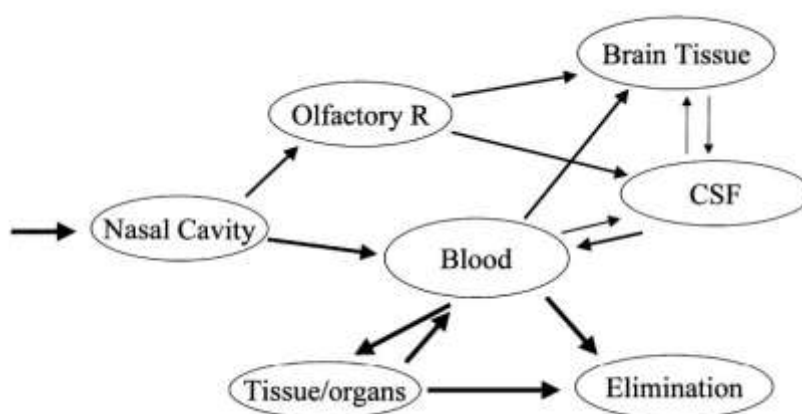 Brain Tissue
Olfactory R
CSF
Nasal Cavity
Blood
Tissue/organs
Elimination